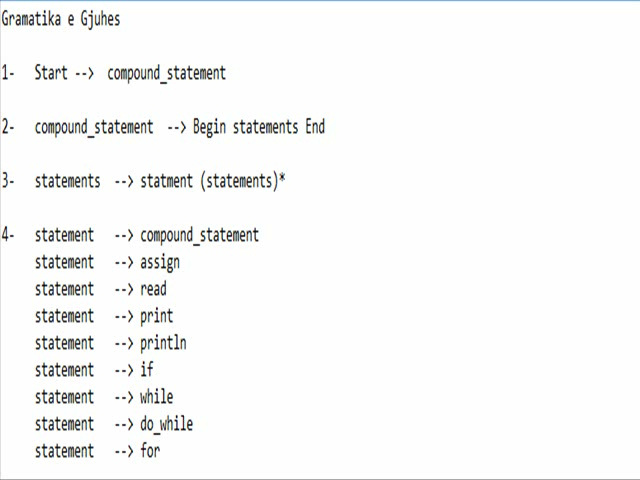 Gramatika e Gjuhes
1- Start --> compound_statement
2- compound_statement --> Begin statements End
3- statements --> statment (statements)*
4- statement --> compound_statement
statement --> assign
statement --> read
statement --> print
statement --> println
statement --> if
statement --> while
statement --> do_while
statement --> for